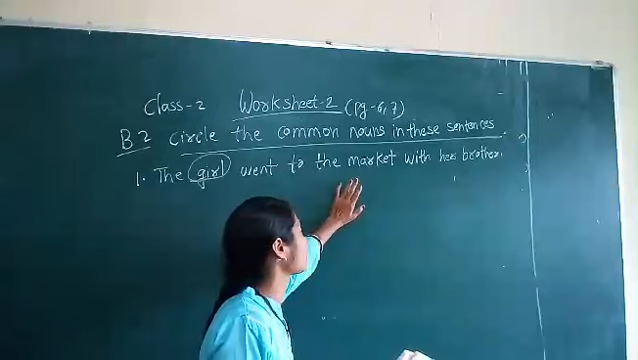 Class-2 Worksheet-2 (Pg-6,7)
B2 circle the common nouns in these sentences
1. The girl went to the market with her brother.